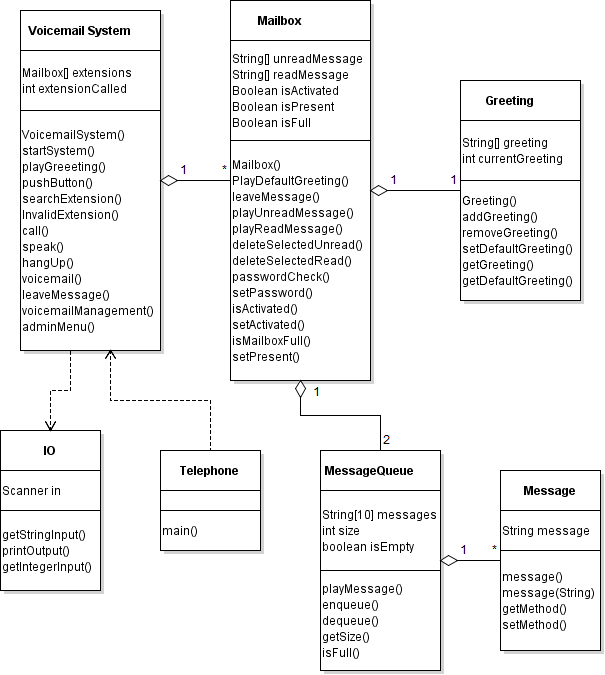 Voicemail System
Mailbox[] extensions
int extensionCalled
VoicemailSystem()
startSystem()
playGreeeting()
pushButton()
searchExtension()
InvalidExtension()
call()
speak()
hangUp()
voicemail()
leaveMessage()
voicemailManagement()
adminMenu()
1
*
Mailbox
String[] unreadMessage
String[] readMessage
Boolean isActivated
Boolean isPresent
Boolean isFull
Mailbox()
PlayDefaultGreeting()
leaveMessage()
playUnreadMessage()
playReadMessage()
deleteSelectedUnread()
deleteSelectedRead()
passwordCheck()
setPassword()
isActivated()
setActivated()
isMailboxFull()
setPresent()
1
1
Greeting
String[] greeting
int currentGreeting
Greeting()
addGreeting()
removeGreeting()
setDefaultGreeting()
getGreeting()
getDefaultGreeting()
1
2
IO
Scanner in
getStringInput()
printOutput()
getIntegerInput()
Telephone
main()
MessageQueue
String[10] messages
int size
boolean isEmpty
playMessage()
enqueue()
dequeue()
getSize()
isFull()
1
*
Message
String message
message()
message(String)
getMethod()
setMethod()